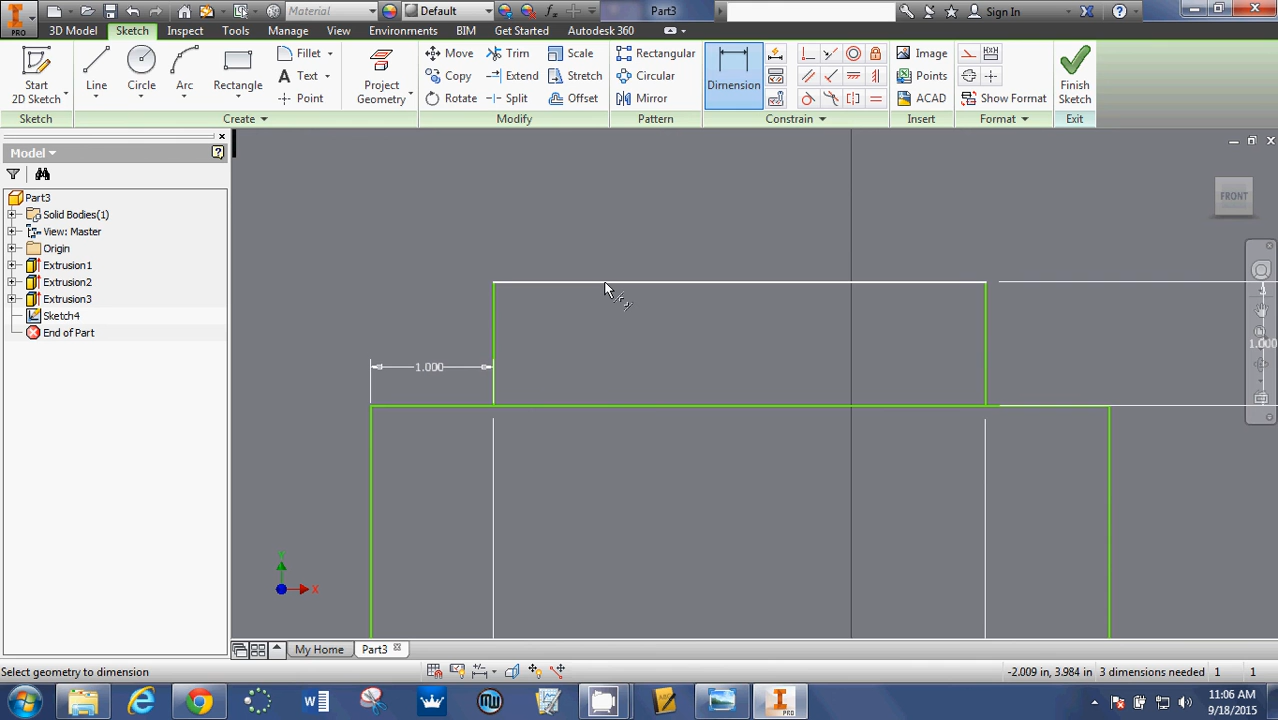 PRO
Material
Default
Part3
Sign In
3D Model
Sketch
Inspect
Tools
Manage
View
Environments
BIM
Get Started
Autodesk 360
Start
2D Sketch
Line
Circle
Arc
Rectangle
Fillet
Text
Point
Project
Geometry
Move
Copy
Rotate
Trim
Extend
Split
Scale
Stretch
Offset
Rectangular
Circular
Mirror
Dimension
Image
Points
ACAD
Show Format
Finish
Sketch
Sketch
Create
Modify
Pattern
Constrain
Insert
Format
Exit
Model
Part3
Solid Bodies(1)
View: Master
Origin
Extrusion1
Extrusion2
Extrusion3
Sketch4
End of Part
FRONT
1.000
1.000
Y
X
My Home
Part3
Select geometry to dimension
-2.009 in, 3.984 in
3 dimensions needed
1
1
PRO
11:06 AM
9/18/2015